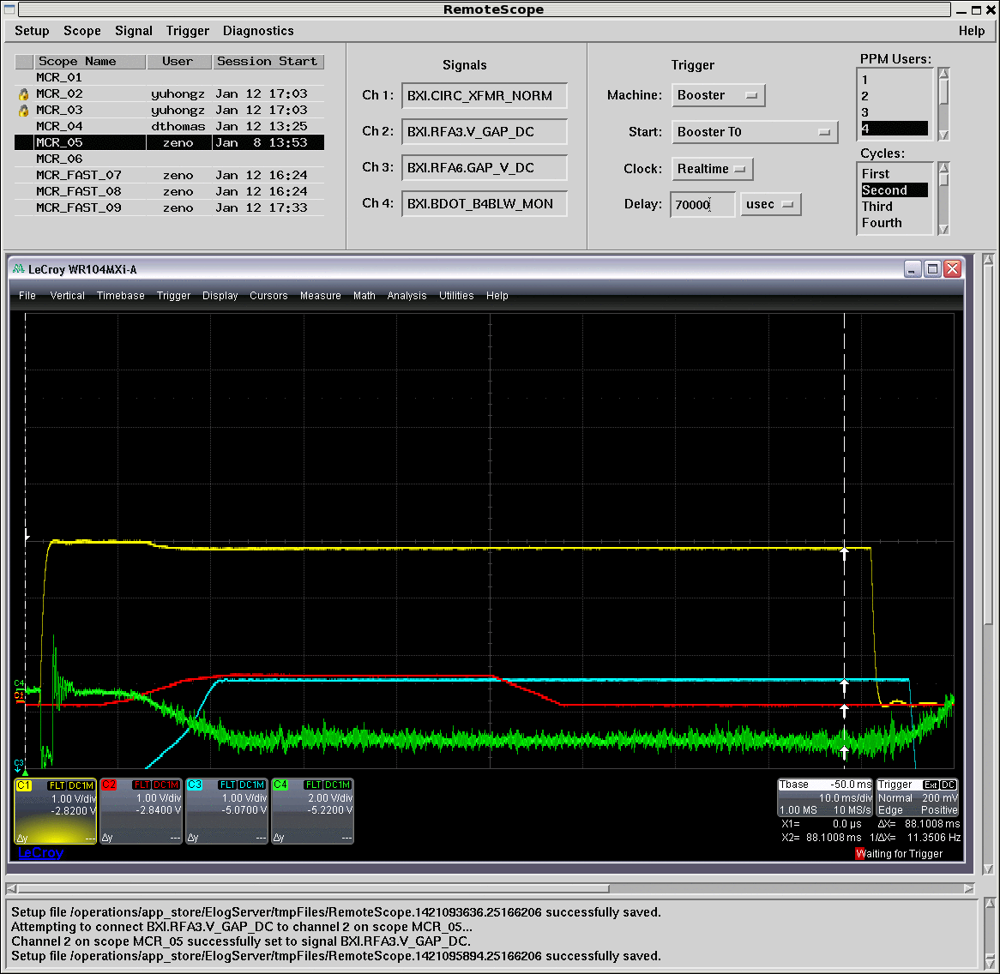 RemoteScope
Setup Scope Signal Trigger Diagnostics Help
Scope Name User Session Start
MCR_01
MCR_02 yuhongz Jan 12 17:03
MCR_03 yuhongz Jan 12 17:03
MCR_04 dthomas Jan 12 13:25
MCR_05 zeno Jan 8 13:53
MCR_06
MCR_FAST_07 zeno Jan 12 16:24
MCR_FAST_08 zeno Jan 12 16:24
MCR_FAST_09 zeno Jan 12 17:33
Signals
Ch 1: BXI.CIRC_XFMR_NORM
Ch 2: BXI.RFA3.V_GAP_DC
Ch 3: BXI.RFA6.GAP_V_DC
Ch 4: BXI.BDOT_B4BLW_MON
Trigger
Machine: Booster
Start: Booster T0
Clock: Realtime
Delay: 70000 usec
PPM Users:
1
2
3
4
Cycles:
First
Second
Third
Fourth
LeCroy WR104MXi-A
File Vertical Timebase Trigger Display Cursors Measure Math Analysis Utilities Help
C4
C1
C3
C1 FLT DC1M
1.00 V/div
-2.8200 V
Δy ---
C2 FLT DC1M
1.00 V/div
-2.8400 V
Δy ---
C3 FLT DC1M
1.00 V/div
-5.0700 V
Δy ---
C4 FLT DC1M
2.00 V/div
-5.2200 V
Δy ---
LeCroy
Tbase -50.0 ms
10.0 ms/div
1.00 MS 10 MS/s
Trigger Ext DC
Normal 200 mV
Edge Positive
X1= 0.0 µs ΔX= 88.1008 ms
X2= 88.1008 ms 1/ΔX= 11.3506 Hz
Waiting for Trigger
Setup file /operations/app_store/ElogServer/tmpFiles/RemoteScope.1421093636.25166206 successfully saved.
Attempting to connect BXI.RFA3.V_GAP_DC to channel 2 on scope MCR_05...
Channel 2 on scope MCR_05 successfully set to signal BXI.RFA3.V_GAP_DC.
Setup file /operations/app_store/ElogServer/tmpFiles/RemoteScope.1421095894.25166206 successfully saved.